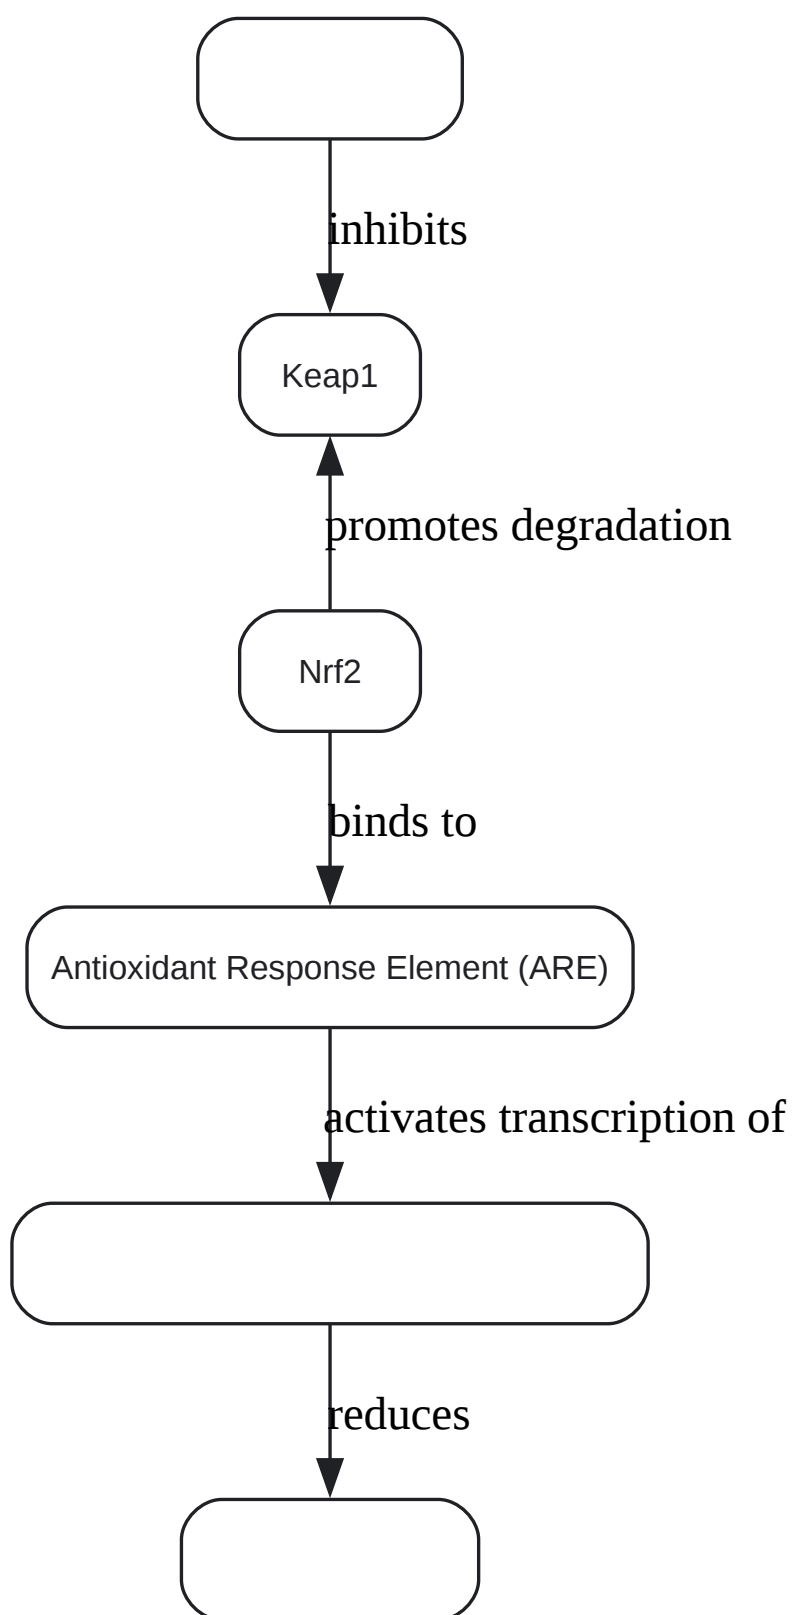 inhibits
Keap1
promotes degradation
Nrf2
binds to
Antioxidant Response Element (ARE)
activates transcription of
reduces